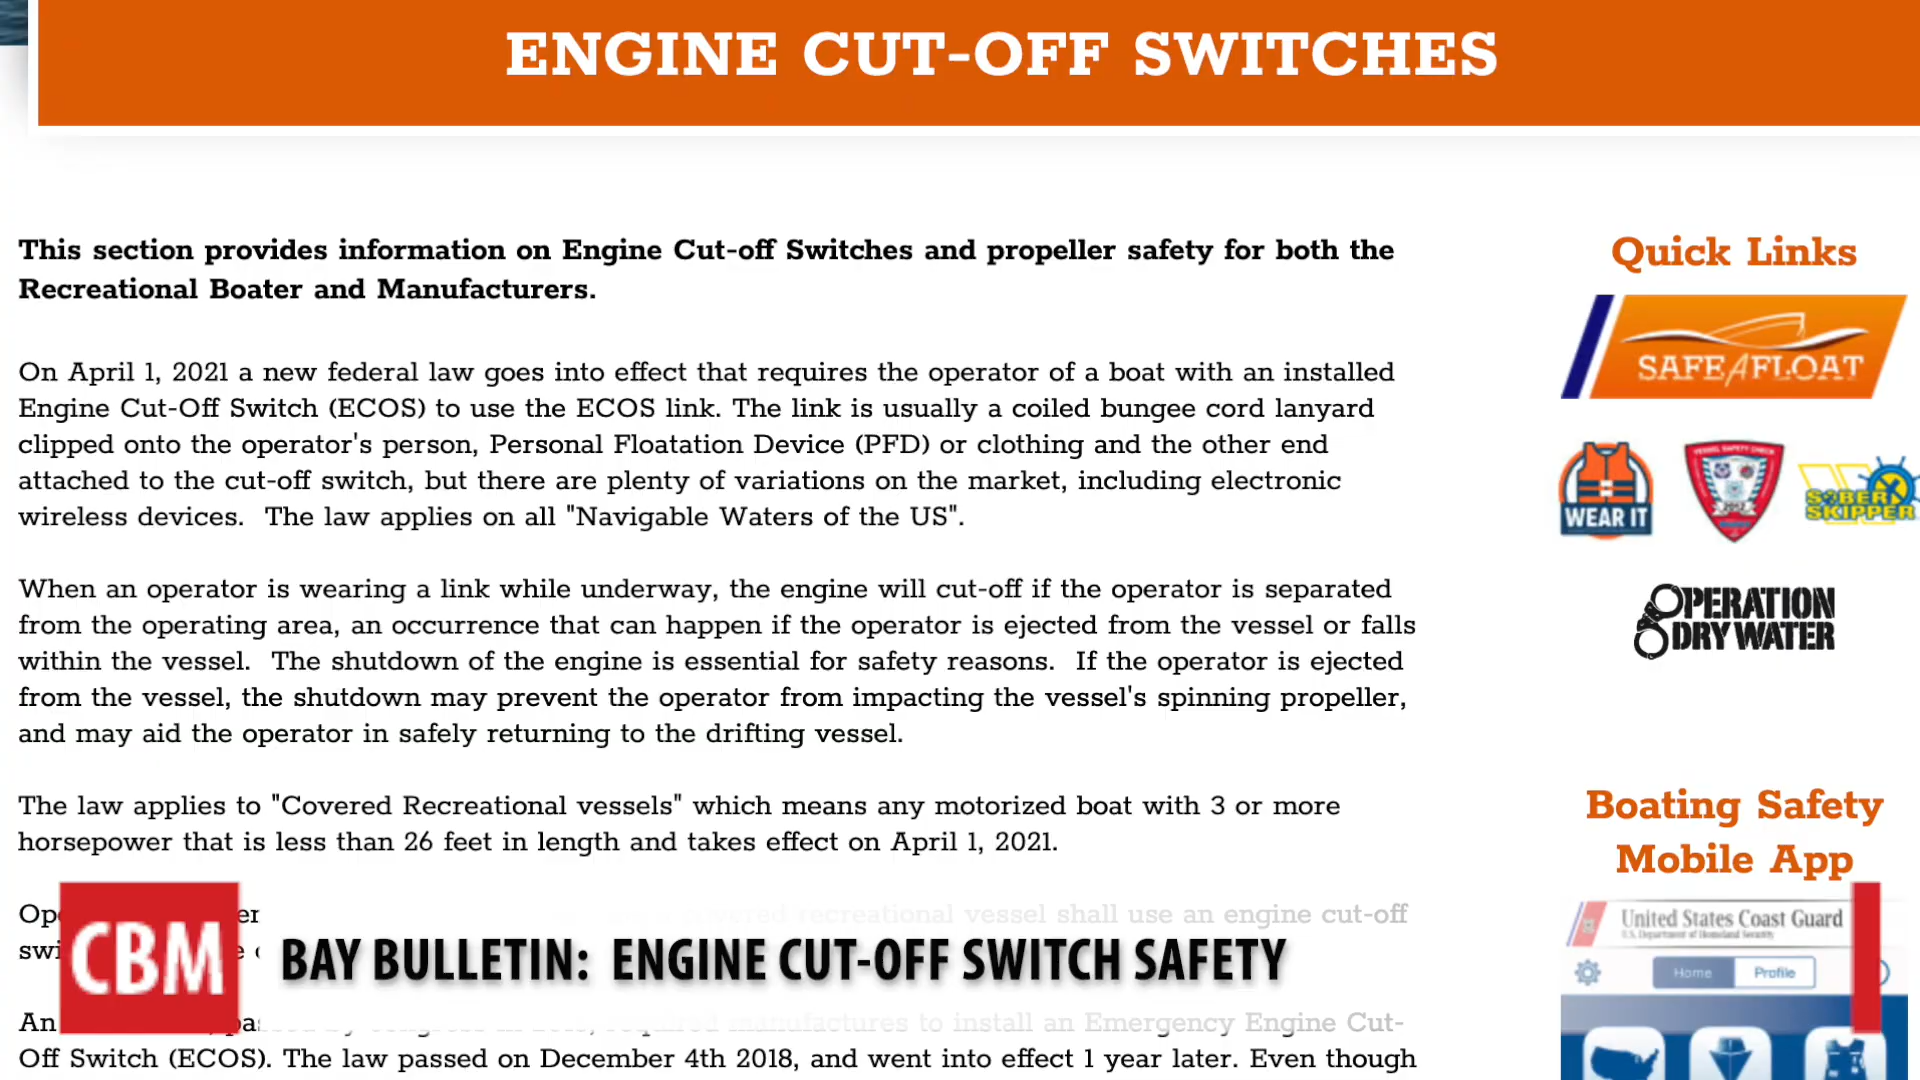 ENGINE CUT-OFF SWITCHES
This section provides information on Engine Cut-off Switches and propeller safety for both the
Recreational Boater and Manufacturers.
On April 1, 2021 a new federal law goes into effect that requires the operator of a boat with an installed
Engine Cut-Off Switch (ECOS) to use the ECOS link. The link is usually a coiled bungee cord lanyard
clipped onto the operator's person, Personal Floatation Device (PFD) or clothing and the other end
attached to the cut-off switch, but there are plenty of variations on the market, including electronic
wireless devices. The law applies on all "Navigable Waters of the US".
When an operator is wearing a link while underway, the engine will cut-off if the operator is separated
from the operating area, an occurrence that can happen if the operator is ejected from the vessel or falls
within the vessel. The shutdown of the engine is essential for safety reasons. If the operator is ejected
from the vessel, the shutdown may prevent the operator from impacting the vessel's spinning propeller,
and may aid the operator in safely returning to the drifting vessel.
The law applies to "Covered Recreational vessels" which means any motorized boat with 3 or more
horsepower that is less than 26 feet in length and takes effect on April 1, 2021.
covered recreational vessel shall use an engine cut-off
An required manufactures to install an Emergency Engine Cut-
Off Switch (ECOS). The law passed on December 4th 2018, and went into effect 1 year later. Even though
CBM
BAY BULLETIN: ENGINE CUT-OFF SWITCH SAFETY
Quick Links
SAFEAFLOAT
WEAR IT
VESSEL SAFETY CHECK
2017
SOBER SKIPPER
OPERATION
DRY WATER
Boating Safety
Mobile App
United States Coast Guard
U.S. Department of Homeland Security
Home
Profile